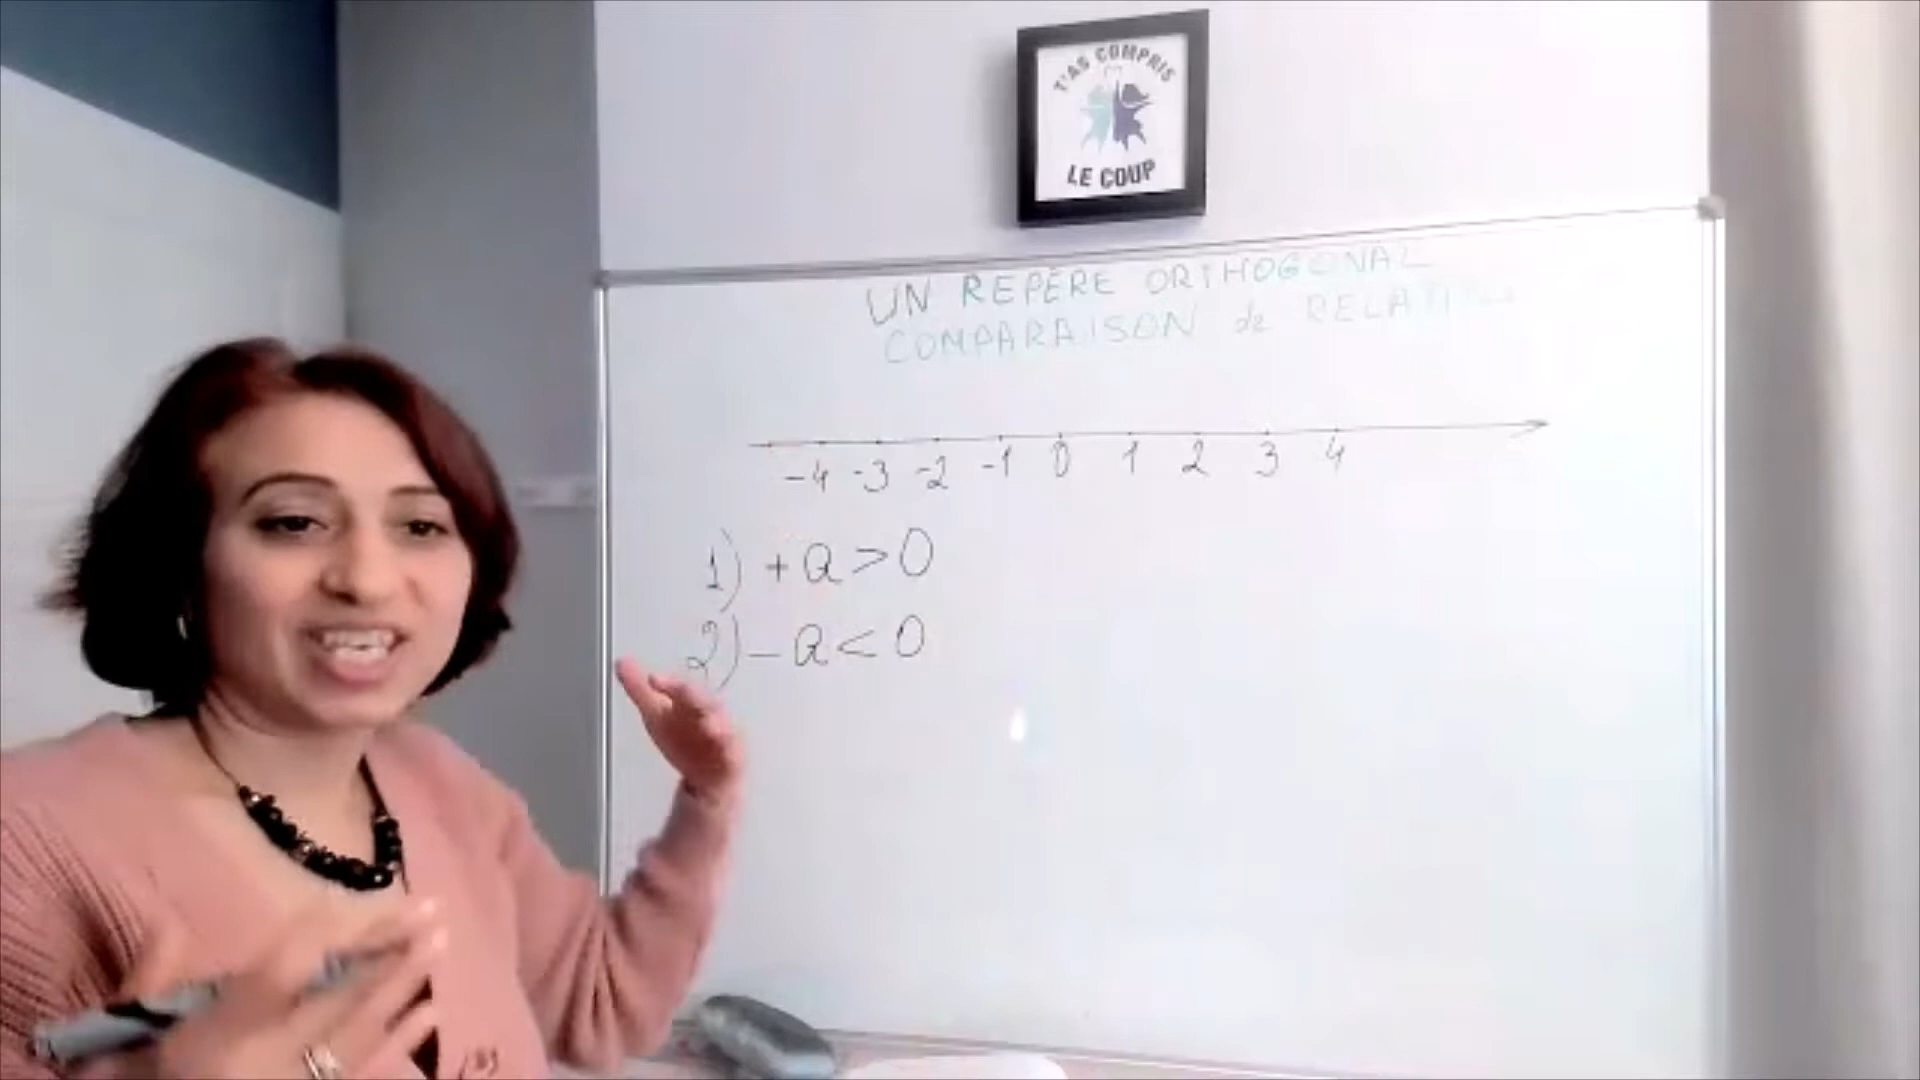 T'AS COMPRIS
LE COUP
UN REPÈRE ORTHOGONAL
COMPARAISON de
-4 -3 -2 -1 0 1 2 3 4
1) +a>0
2) -a<0